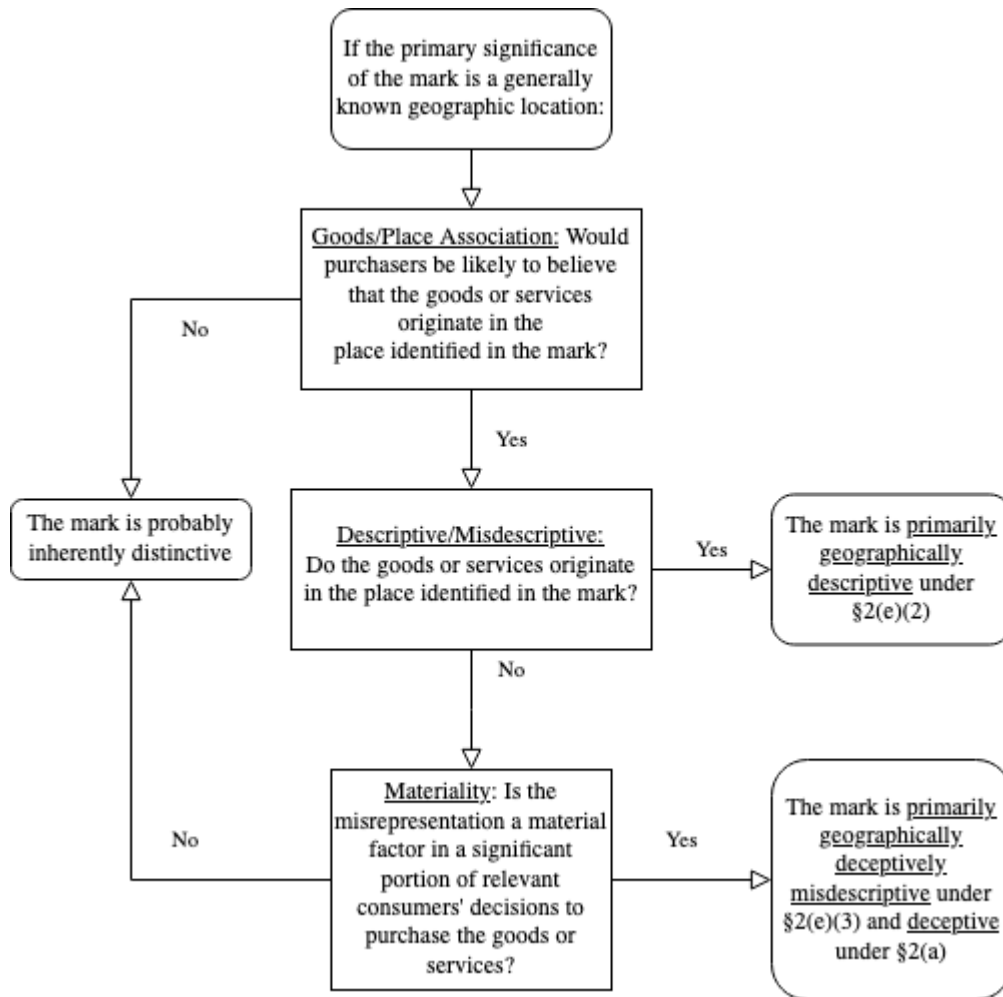 If the primary significance
of the mark is a generally
known geographic location:
Goods/Place Association: Would
purchasers be likely to believe
that the goods or services
originate in the
place identified in the mark?
No
Yes
The mark is probably
inherently distinctive
Descriptive/Misdescriptive:
Do the goods or services originate
in the place identified in the mark?
Yes
The mark is primarily
geographically
descriptive under
§2(e)(2)
No
Materiality: Is the
misrepresentation a material
factor in a significant
portion of relevant
consumers' decisions to
purchase the goods or
services?
No
Yes
The mark is primarily
geographically
deceptively
misdescriptive under
§2(e)(3) and deceptive
under §2(a)